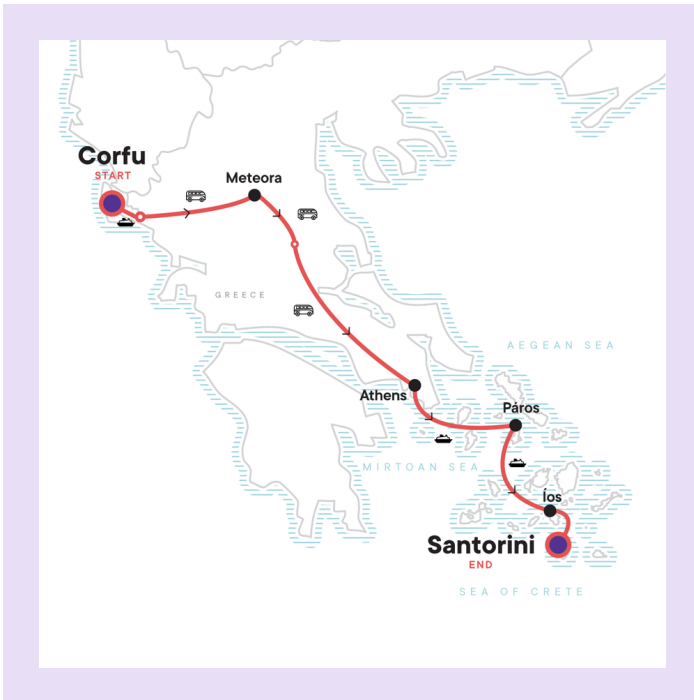 Corfu
START
Meteora
GREECE
AEGEAN SEA
Athens
Páros
MIRTOAN SEA
Íos
Santorini
END
SEA OF CRETE